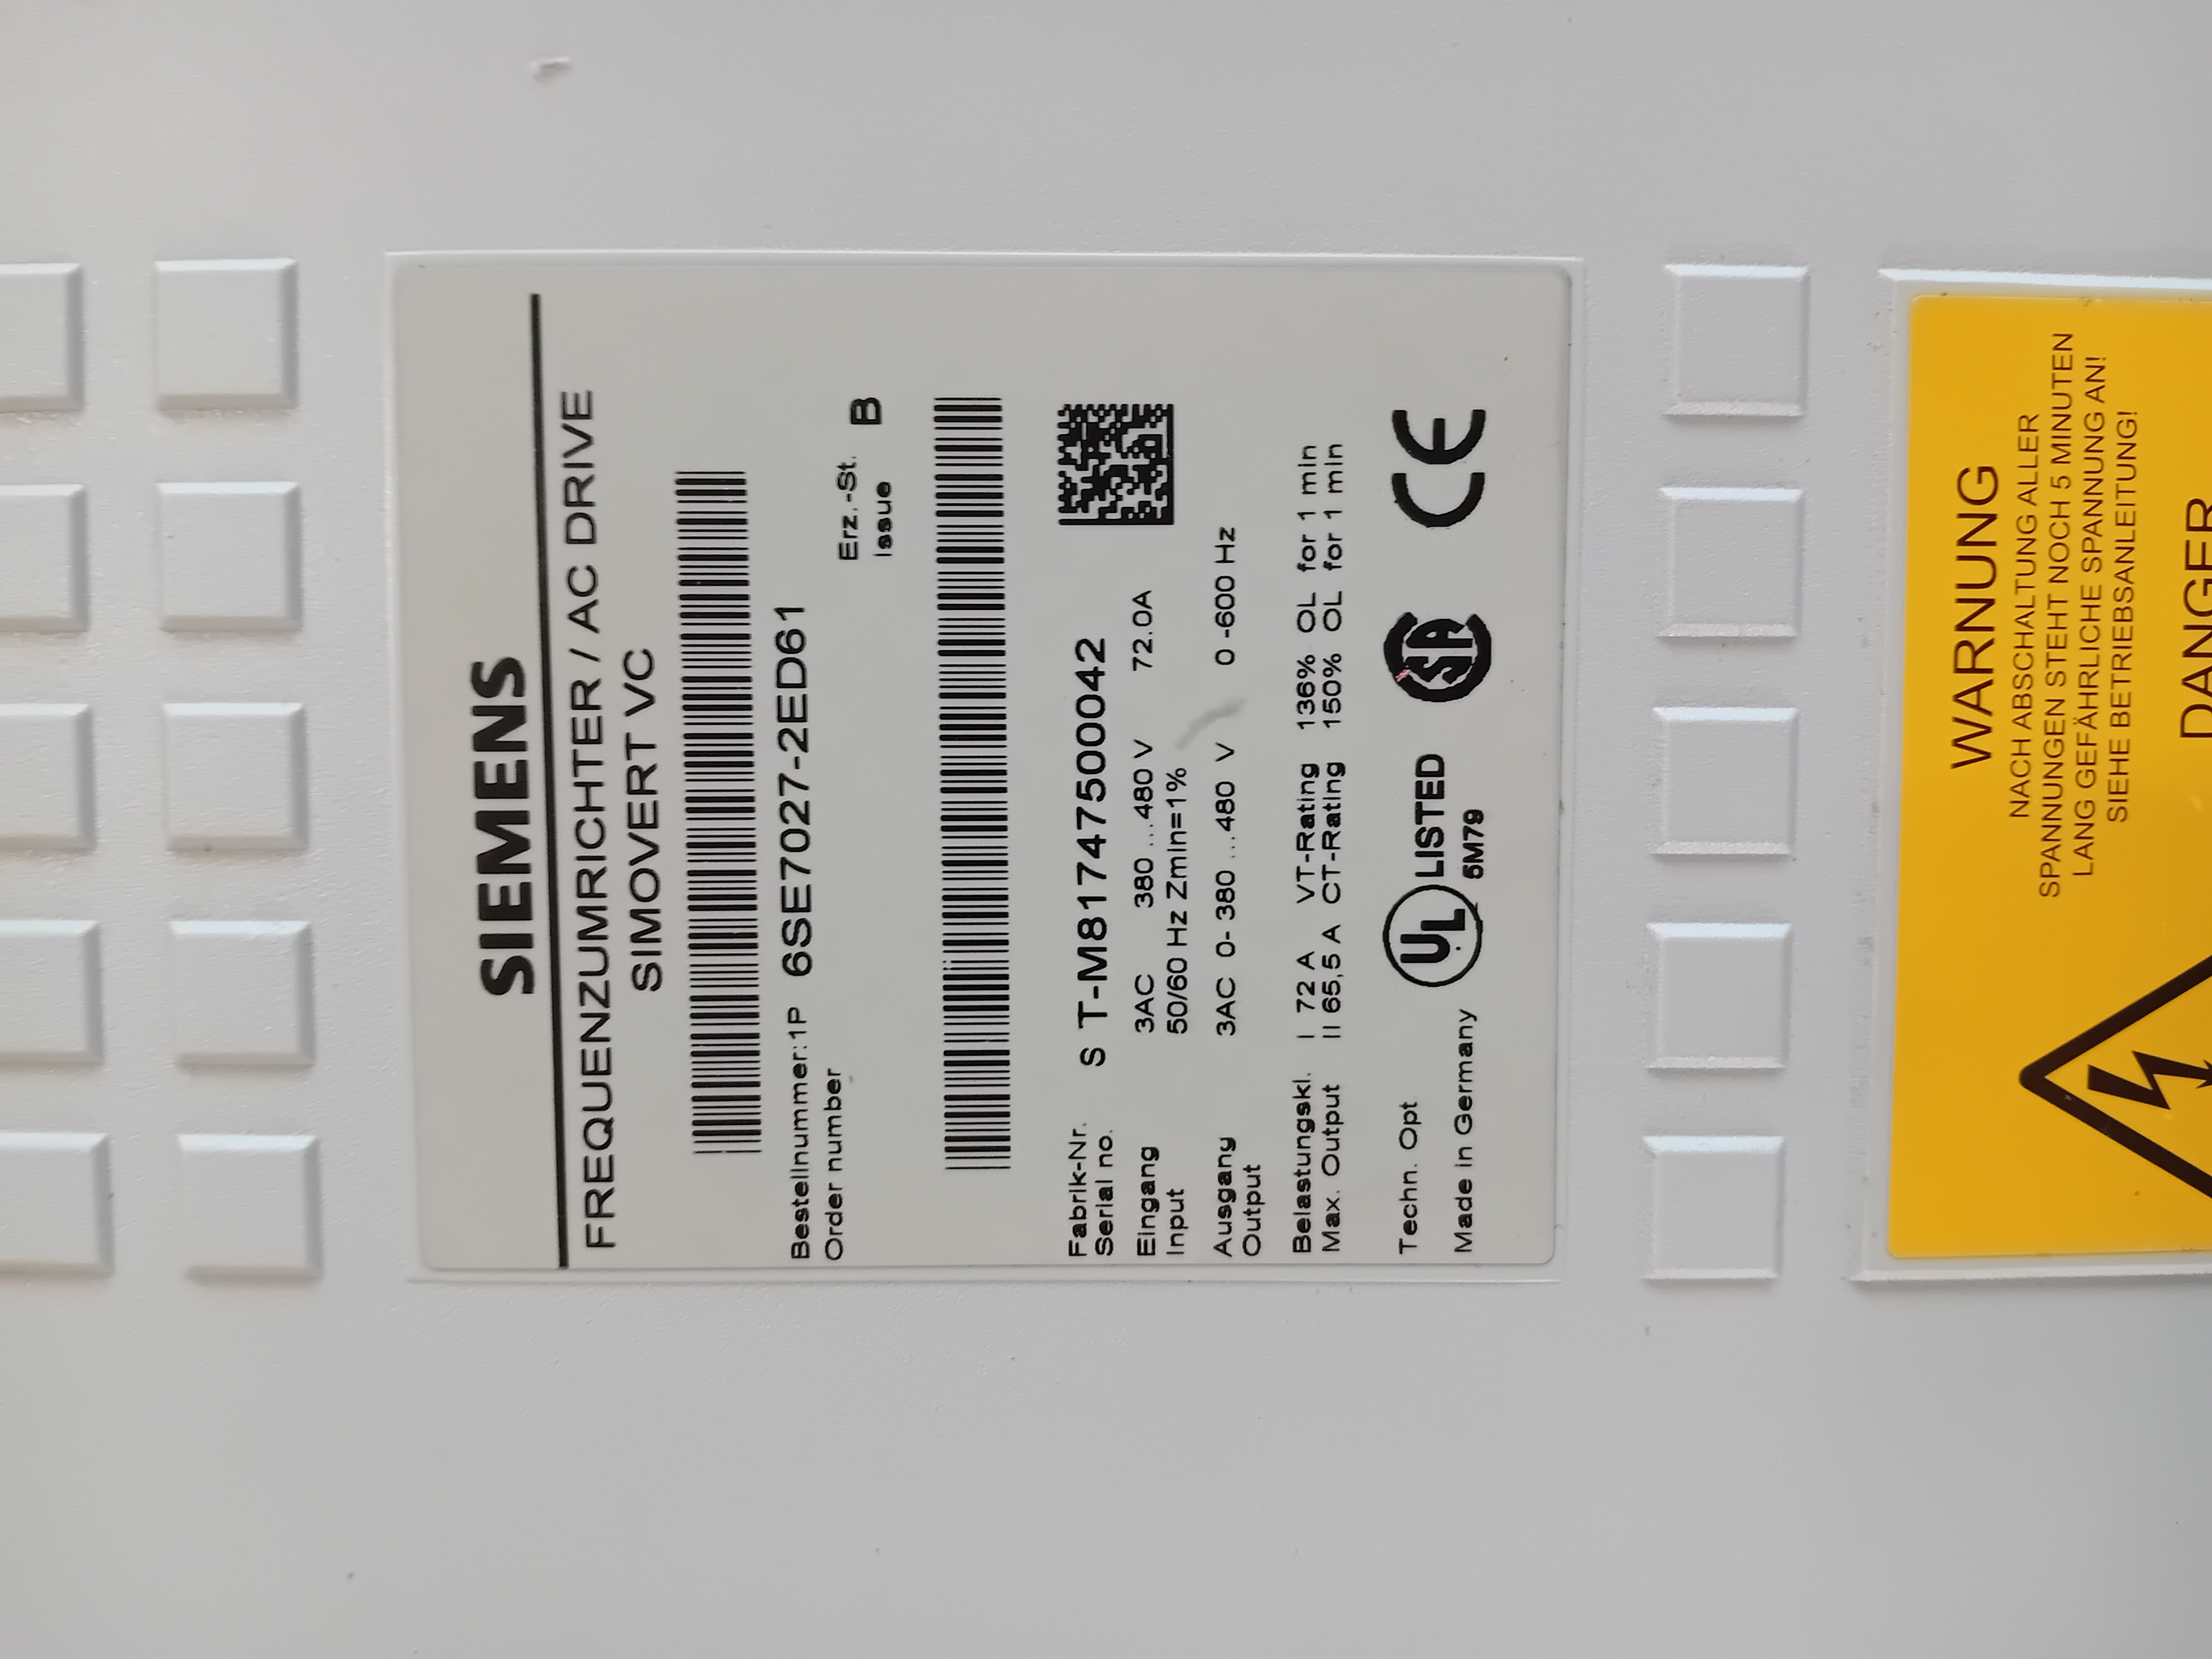 SIEMENS
FREQUENZUMRICHTER / AC DRIVE
SIMOVERT VC
Bestellnummer:1P 6SE7027-2ED61
Order number
Erz.-St. B
Issue
Fabrik-Nr.
Serial no. S T-M81747500042
Eingang 3AC 380 ...480 V 72.0A
Input 50/60 Hz Zmin=1%
Ausgang 3AC 0- 380 ...480 V 0 -600 Hz
Output
Belastungskl. I 72 A VT-Rating 136% OL for 1 min
Max. Output II 65,5 A CT-Rating 150% OL for 1 min
Techn. Opt
Made in Germany
UL LISTED
5M79
SA
CE
WARNUNG
NACH ABSCHALTUNG ALLER
SPANNUNGEN STEHT NOCH 5 MINUTEN
LANG GEFÄHRLICHE SPANNUNG AN!
SIEHE BETRIEBSANLEITUNG!
DANGER